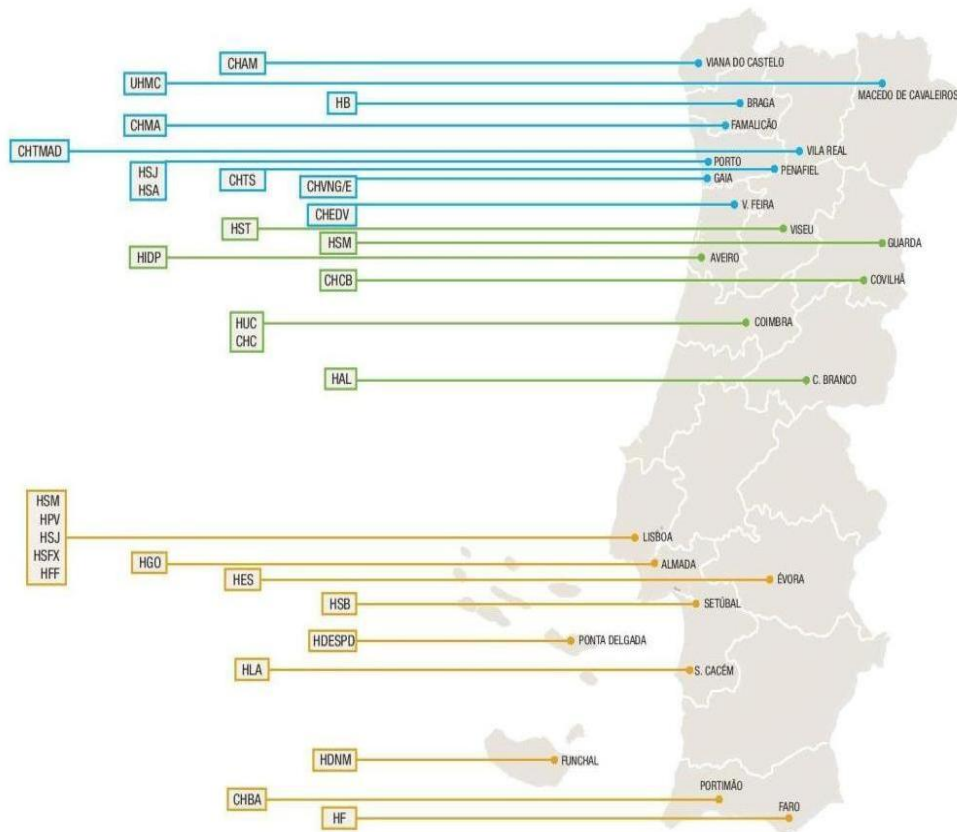 CHAM VIANA DO CASTELO
UHMC MACEDO DE CAVALEIROS
HB BRAGA
CHMA FAMALICÃO
CHTMAD VILA REAL
HSJ PORTO
HSA
CHTS PENAFIEL
CHVNG/E GAIA
CHEDV V. FEIRA
HST VISEU
HSM GUARDA
HIDP AVEIRO
CHCB COVILHÃ
HUC COIMBRA
CHC
HAL C. BRANCO
HSM
HPV
HSJ LISBOA
HSFX
HFF
HGO ALMADA
HES ÉVORA
HSB SETÚBAL
HDESPD PONTA DELGADA
HLA S. CACÉM
HDNM FUNCHAL
CHBA PORTIMÃO
HF FARO